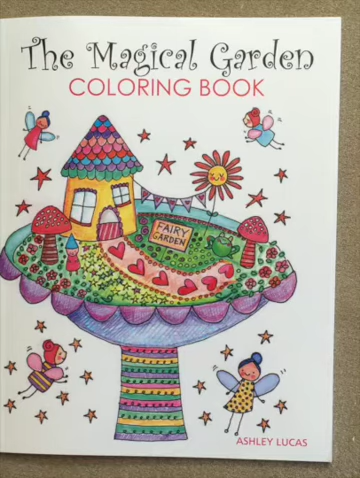 The Magical Garden
COLORING BOOK
FAIRY
GARDEN
ASHLEY LUCAS